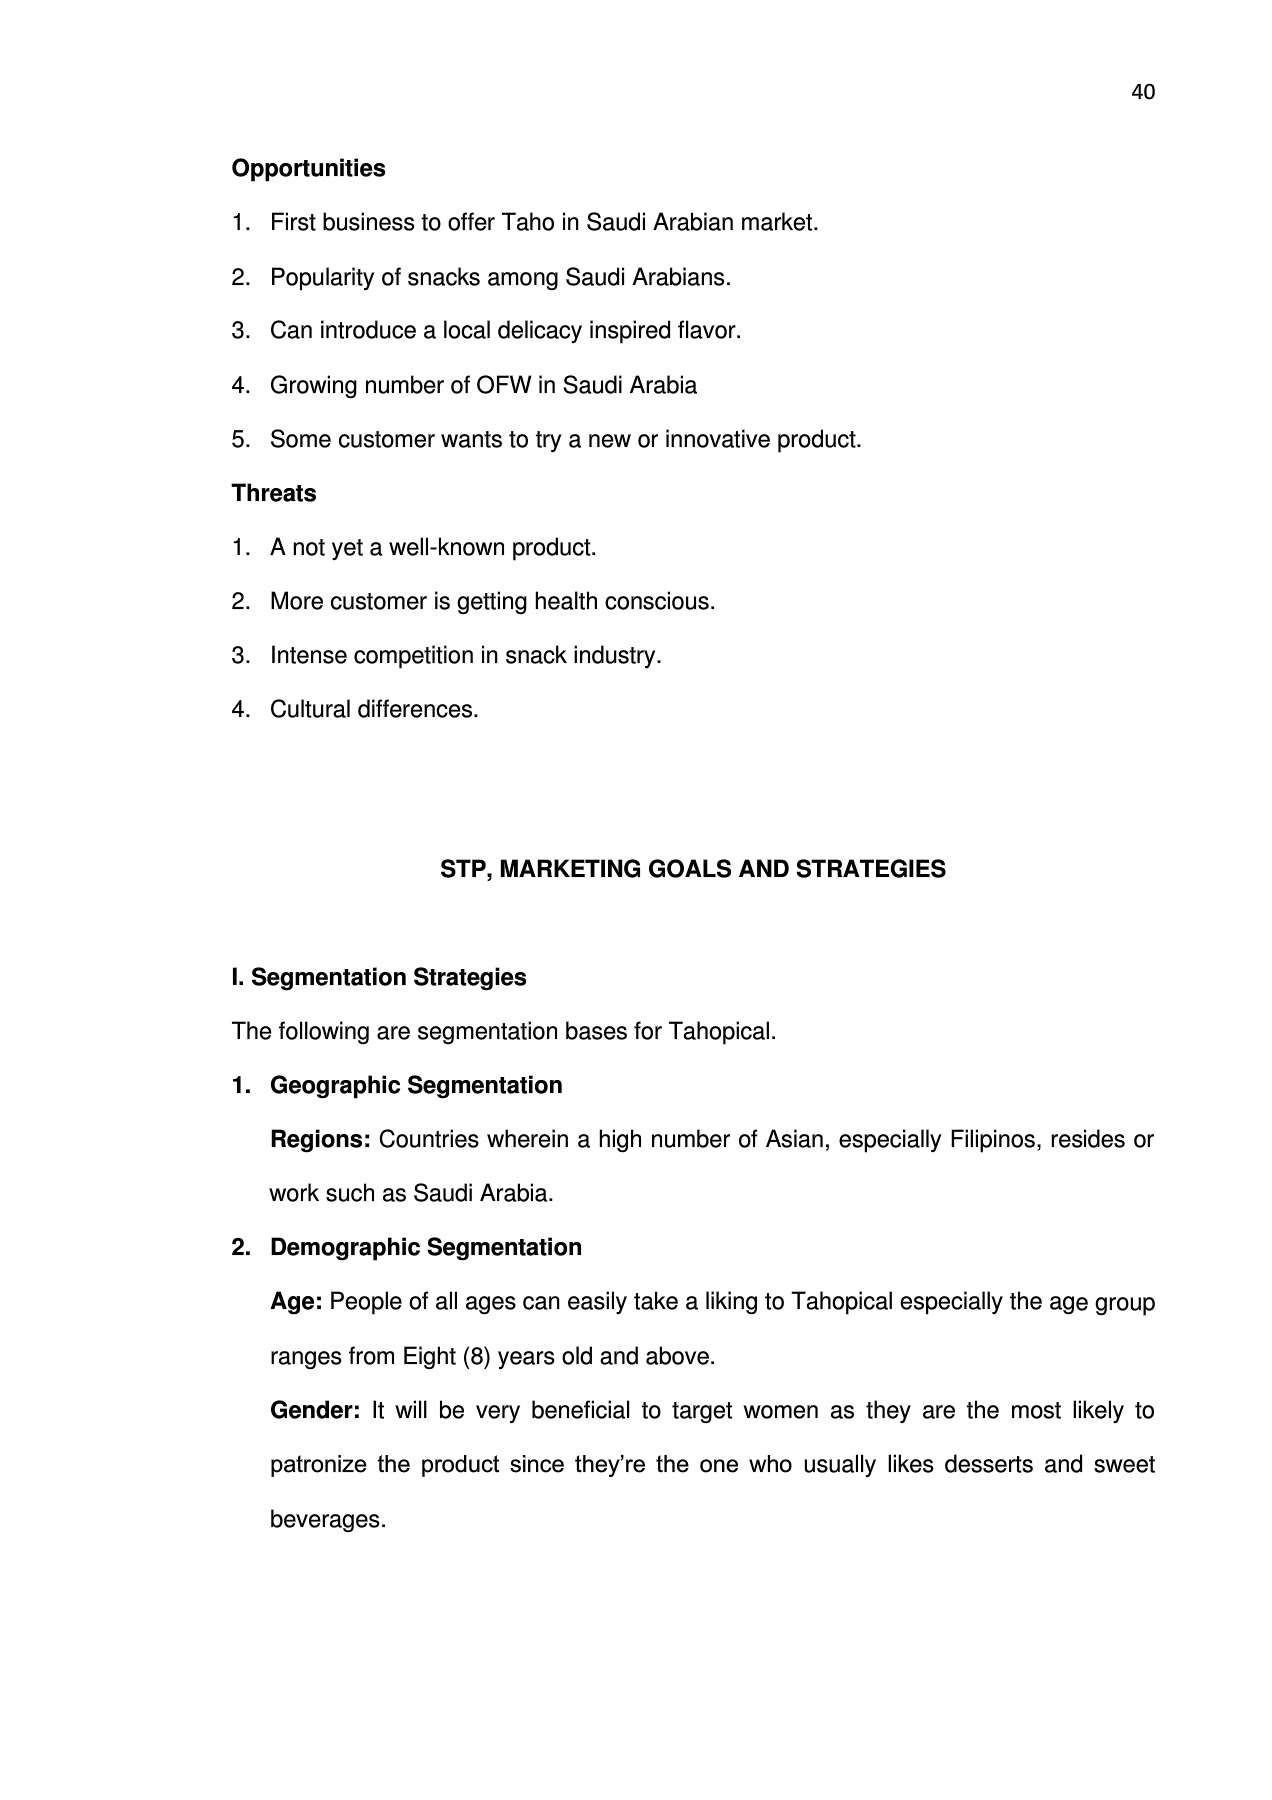 40
Opportunities
1. First business to offer Taho in Saudi Arabian market.
2. Popularity of snacks among Saudi Arabians.
3. Can introduce a local delicacy inspired flavor.
4. Growing number of OFW in Saudi Arabia
5. Some customer wants to try a new or innovative product.
Threats
1. A not yet a well-known product.
2. More customer is getting health conscious.
3. Intense competition in snack industry.
4. Cultural differences.
STP, MARKETING GOALS AND STRATEGIES
I. Segmentation Strategies
The following are segmentation bases for Tahopical.
1. Geographic Segmentation
Regions: Countries wherein a high number of Asian, especially Filipinos, resides or
work such as Saudi Arabia.
2. Demographic Segmentation
Age: People of all ages can easily take a liking to Tahopical especially the age group
ranges from Eight (8) years old and above.
Gender: It will be very beneficial to target women as they are the most likely to
patronize the product since they’re the one who usually likes desserts and sweet
beverages.